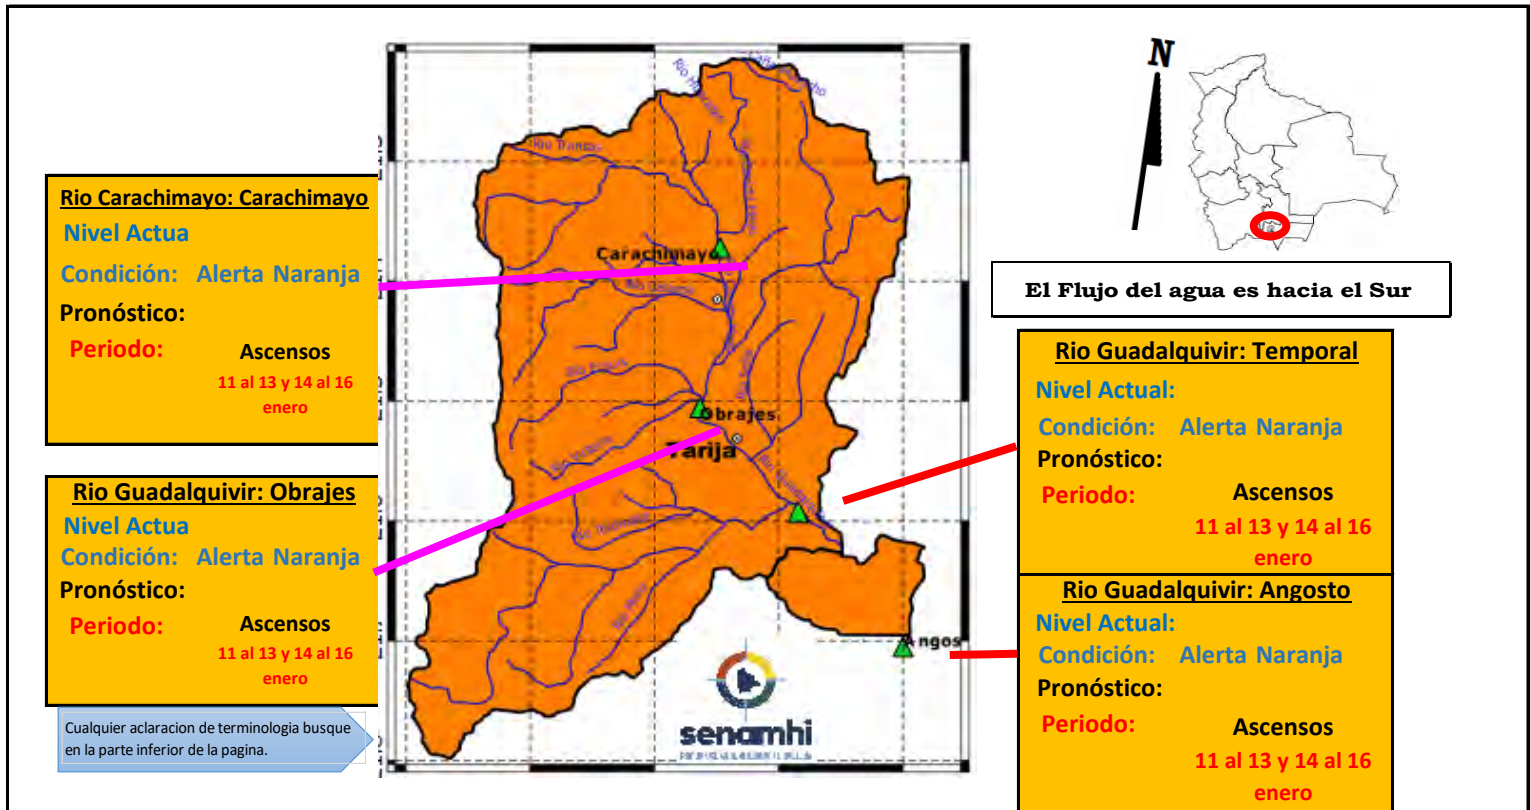 N
El Flujo del agua es hacia el Sur
Rio Carachimayo: Carachimayo
Nivel Actua
Condición: Alerta Naranja
Pronóstico:
Periodo: Ascensos
11 al 13 y 14 al 16
enero
Rio Guadalquivir: Obrajes
Nivel Actua
Condición: Alerta Naranja
Pronóstico:
Periodo: Ascensos
11 al 13 y 14 al 16
enero
Cualquier aclaracion de terminologia busque
en la parte inferior de la pagina.
Carachimayo
Obrajes
Tarija
Angos
senamhi
Rio Guadalquivir: Temporal
Nivel Actual:
Condición: Alerta Naranja
Pronóstico:
Periodo: Ascensos
11 al 13 y 14 al 16
enero
Rio Guadalquivir: Angosto
Nivel Actual:
Condición: Alerta Naranja
Pronóstico:
Periodo: Ascensos
11 al 13 y 14 al 16
enero